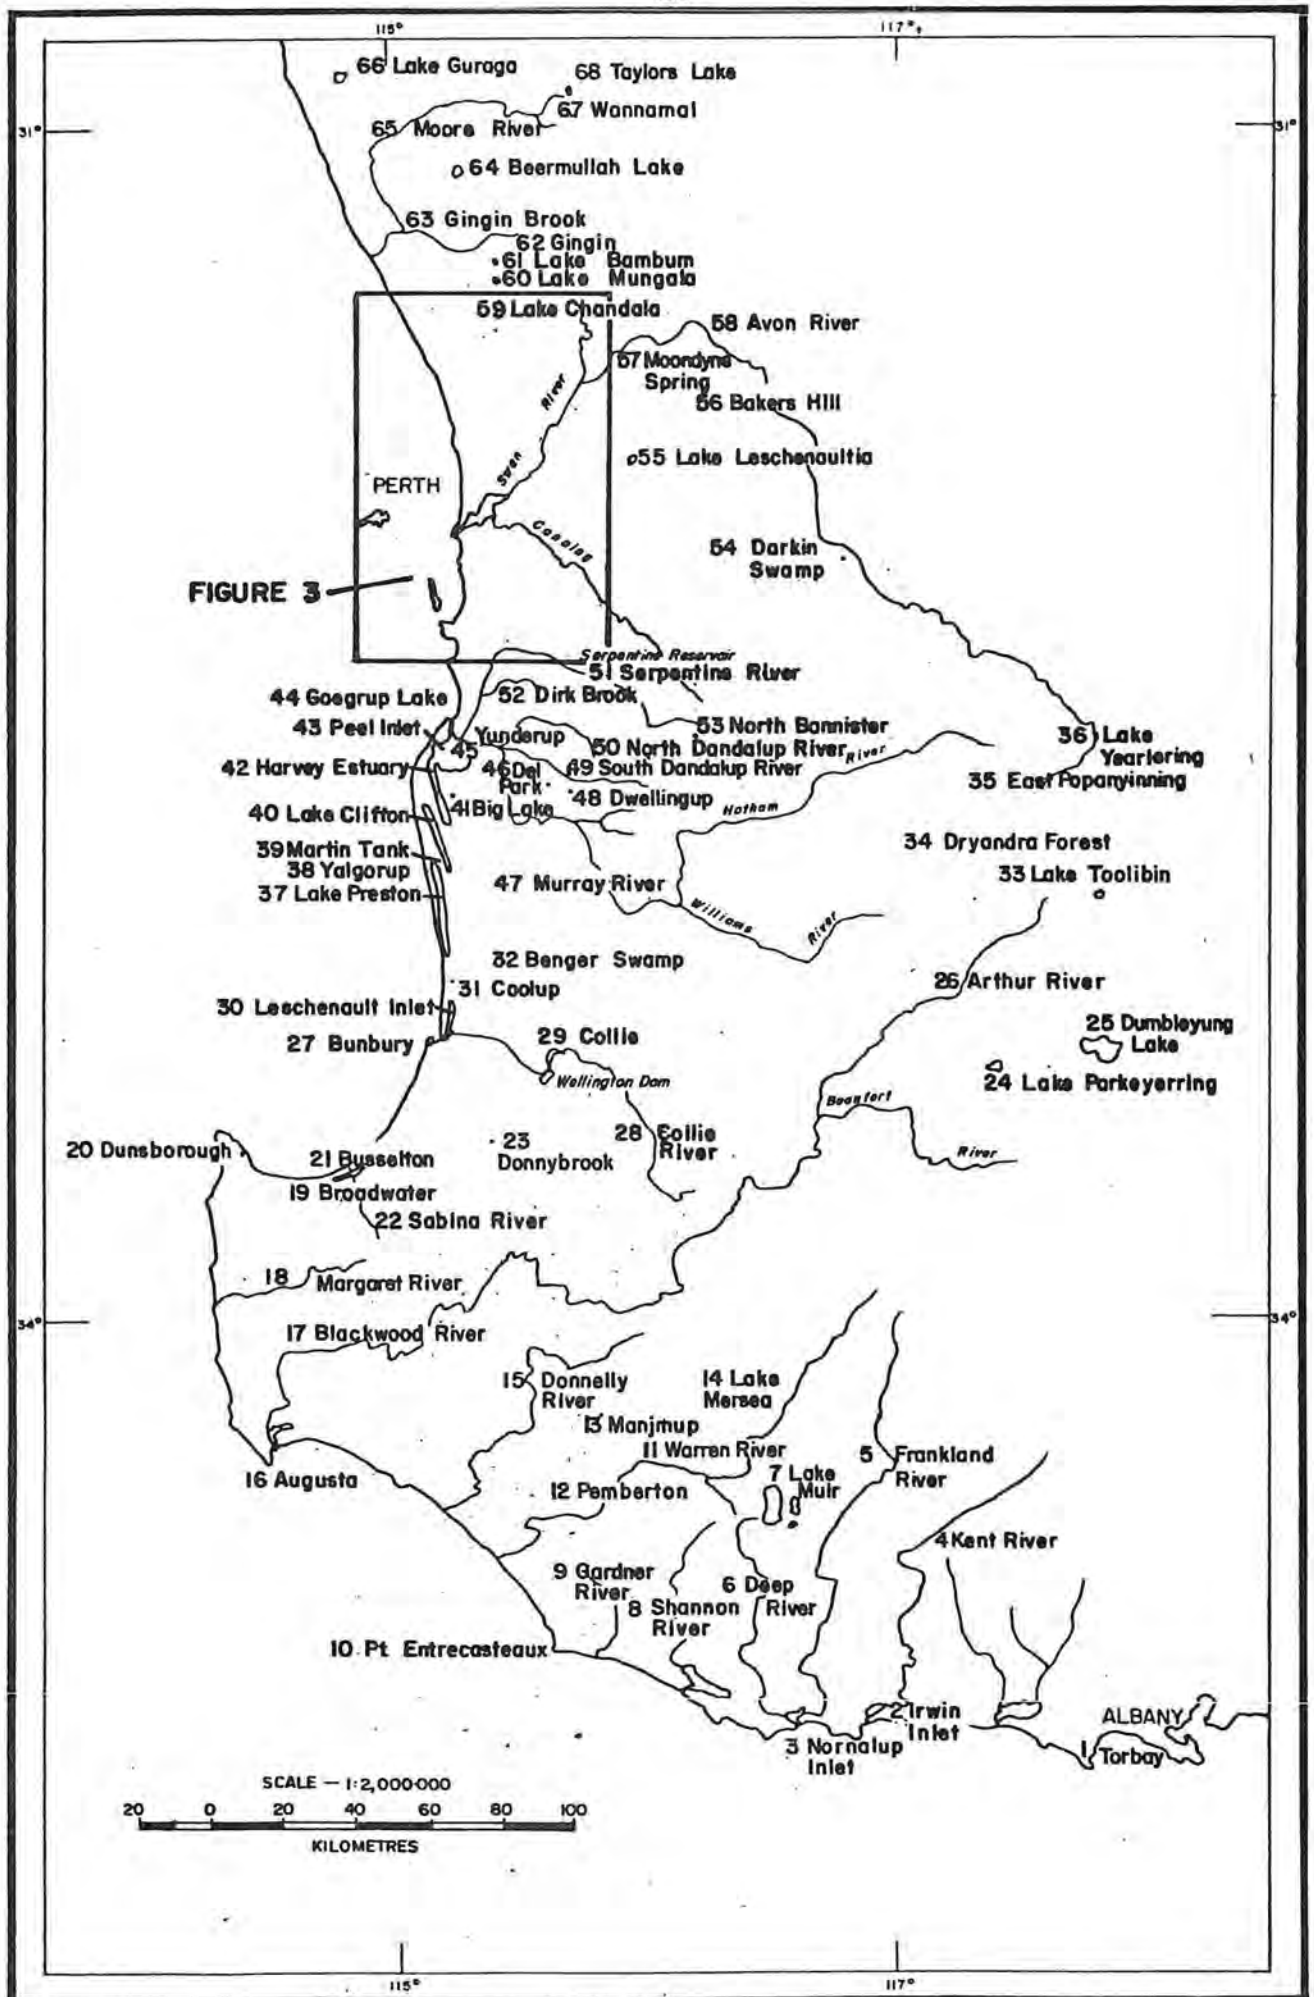 115°
117°
66 Lake Guraga
68 Taylors Lake
67 Wannamal
31°
65 Moore River
31°
64 Beermullah Lake
63 Gingin Brook
62 Gingin
61 Lake Bambum
60 Lake Mungala
59 Lake Chandala
58 Avon River
57 Moondyne
Spring
56 Bakers Hill
Swan River
55 Lake Leschenaultia
PERTH
Canning
54 Darkin
Swamp
FIGURE 3
Serpentine Reservoir
51 Serpentine River
44 Goegrup Lake
52 Dirk Brook
43 Peel Inlet
53 North Bannister
45 Yunderup
36 Lake
Yearlering
50 North Dandalup River
42 Harvey Estuary
46 Del
Park
49 South Dandalup River
35 East Popanyinning
41 Big Lake
48 Dwellingup
Hotham River
40 Lake Clifton
34 Dryandra Forest
39 Martin Tank
38 Yalgorup
33 Lake Toolibin
37 Lake Preston
47 Murray River
Williams River
32 Benger Swamp
31 Coolup
26 Arthur River
30 Leschenault Inlet
27 Bunbury
29 Collie
25 Dumbleyung
Lake
Wellington Dam
24 Lake Parkeyerring
Beaufort
River
20 Dunsborough
21 Busselton
23
Donnybrook
28 Collie
River
19 Broadwater
22 Sabina River
18 Margaret River
34°
34°
17 Blackwood River
15 Donnelly
River
14 Lake
Mersea
13 Manjmup
11 Warren River
5 Frankland
River
16 Augusta
12 Pemberton
7 Lake
Muir
4 Kent River
9 Gardner
River
6 Deep
River
8 Shannon
River
10 Pt Entrecasteaux
2 Irwin
Inlet
ALBANY
3 Nornalup
Inlet
1 Torbay
SCALE — 1:2,000·000
20 0 20 40 60 80 100
KILOMETRES
115°
117°